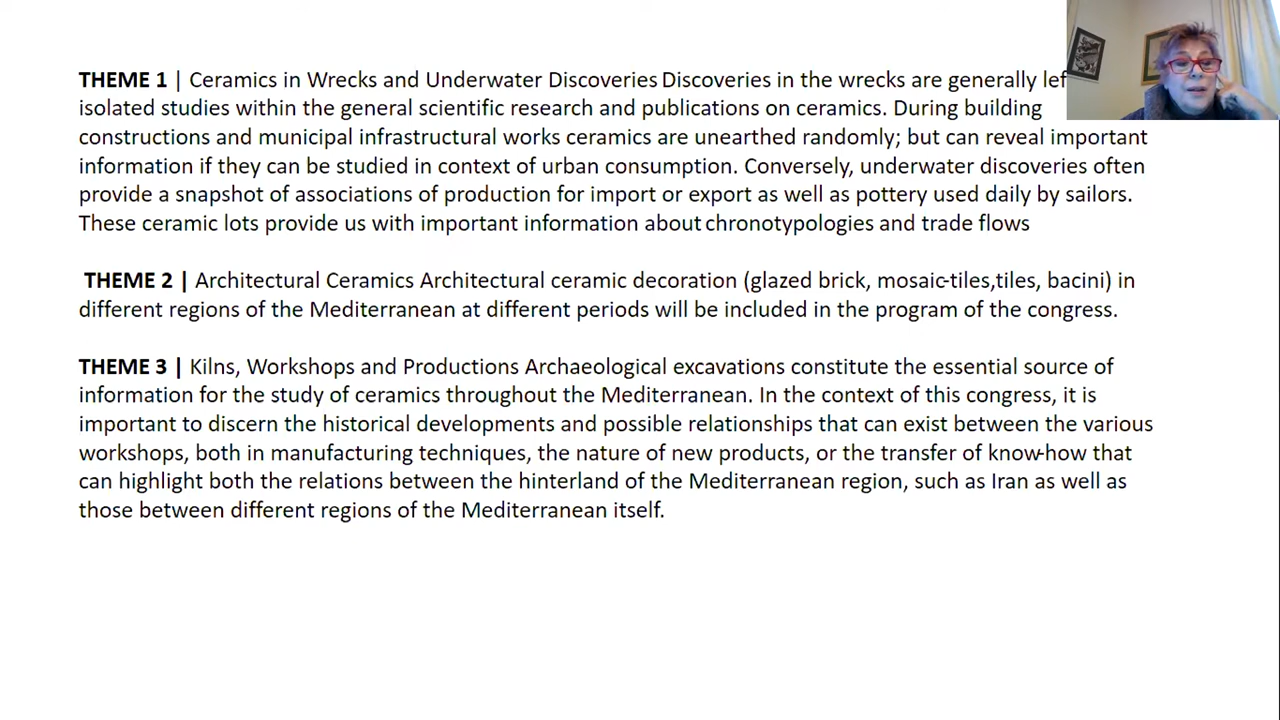 THEME 1 | Ceramics in Wrecks and Underwater Discoveries Discoveries in the wrecks are generally
isolated studies within the general scientific research and publications on ceramics. During building
constructions and municipal infrastructural works ceramics are unearthed randomly; but can reveal important
information if they can be studied in context of urban consumption. Conversely, underwater discoveries often
provide a snapshot of associations of production for import or export as well as pottery used daily by sailors.
These ceramic lots provide us with important information about chronotypologies and trade flows
THEME 2 | Architectural Ceramics Architectural ceramic decoration (glazed brick, mosaic-tiles,tiles, bacini) in
different regions of the Mediterranean at different periods will be included in the program of the congress.
THEME 3 | Kilns, Workshops and Productions Archaeological excavations constitute the essential source of
information for the study of ceramics throughout the Mediterranean. In the context of this congress, it is
important to discern the historical developments and possible relationships that can exist between the various
workshops, both in manufacturing techniques, the nature of new products, or the transfer of know-how that
can highlight both the relations between the hinterland of the Mediterranean region, such as Iran as well as
those between different regions of the Mediterranean itself.